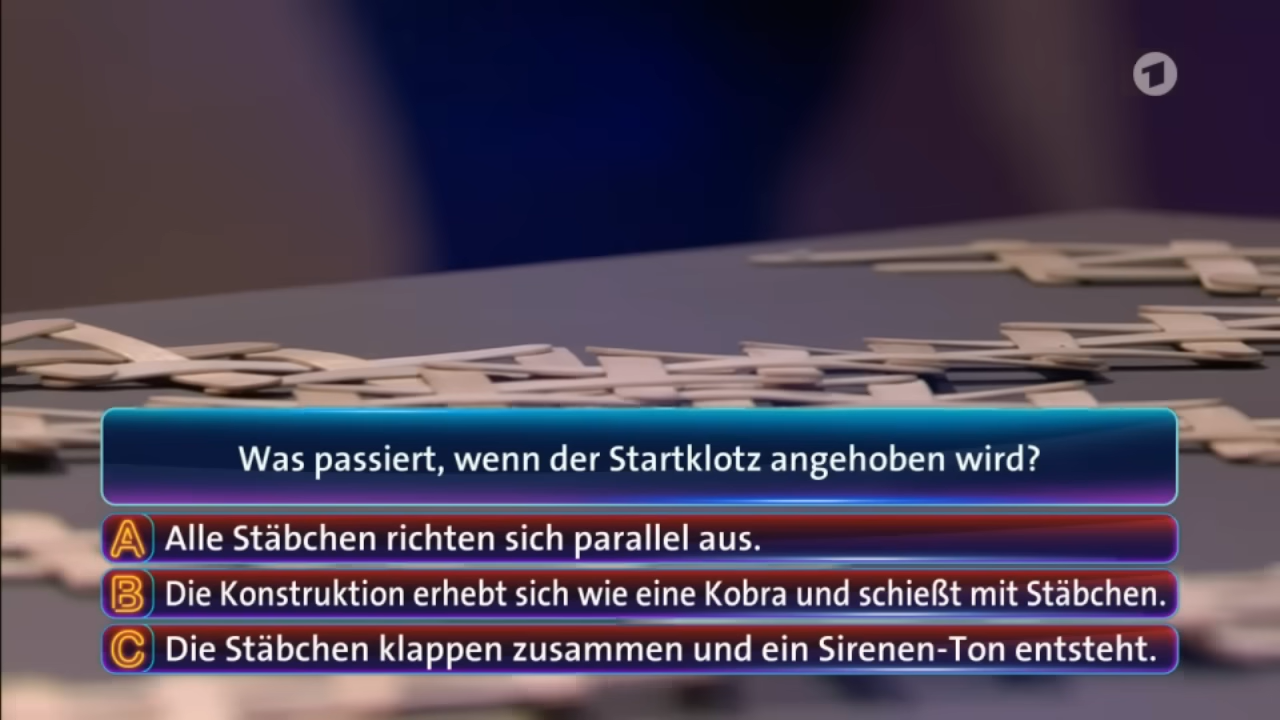 1
Was passiert, wenn der Startklotz angehoben wird?
A Alle Stäbchen richten sich parallel aus.
B Die Konstruktion erhebt sich wie eine Kobra und schießt mit Stäbchen.
C Die Stäbchen klappen zusammen und ein Sirenen-Ton entsteht.